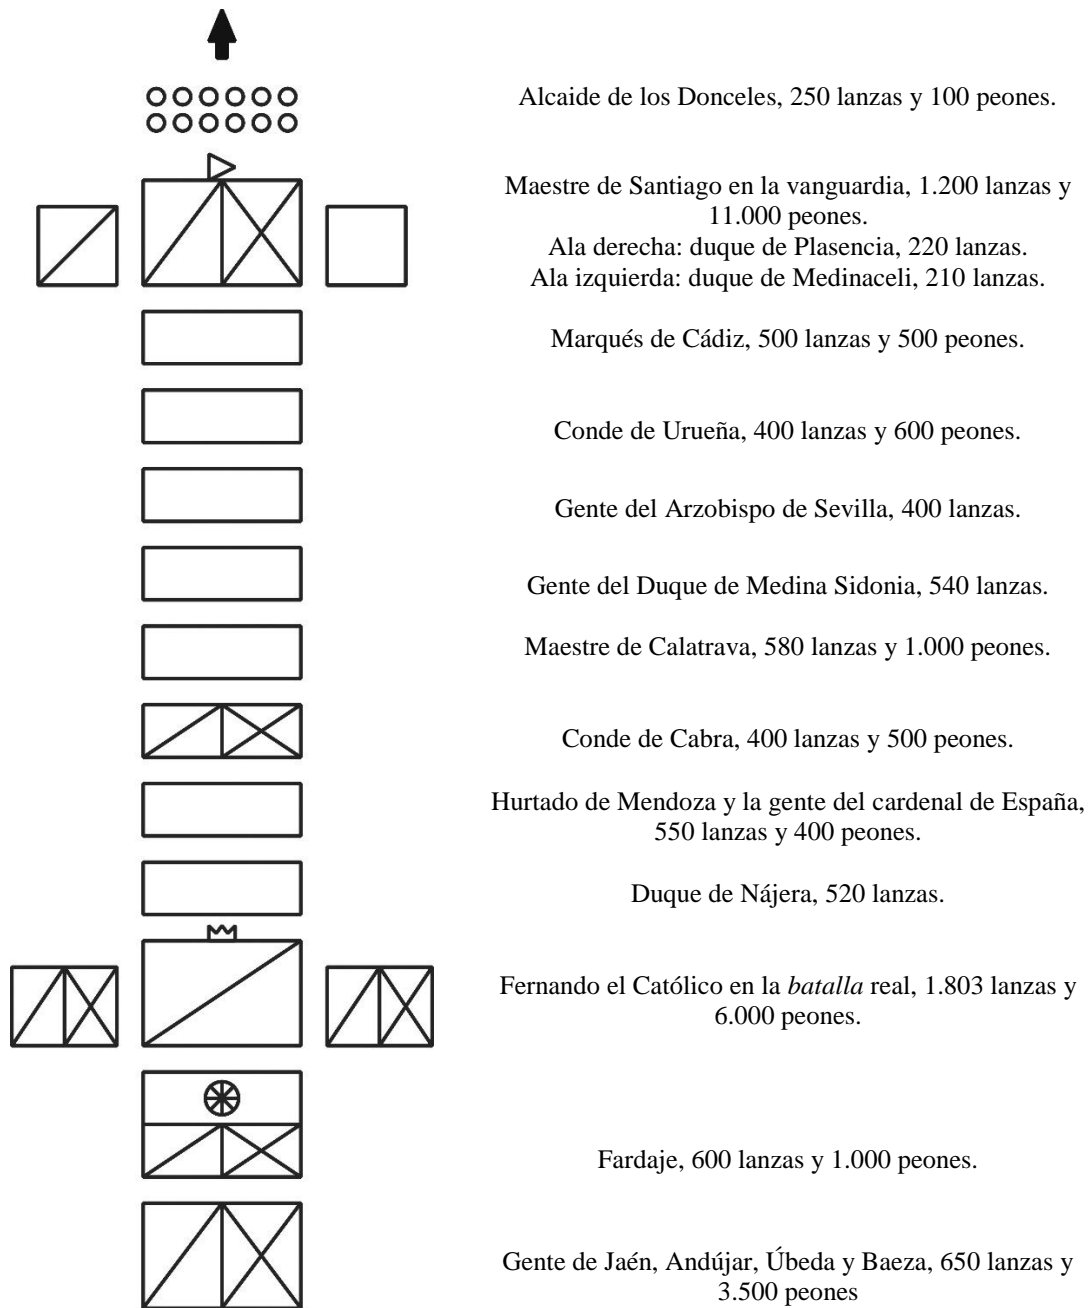 Alcaide de los Donceles, 250 lanzas y 100 peones.
Maestre de Santiago en la vanguardia, 1.200 lanzas y
11.000 peones.
Ala derecha: duque de Plasencia, 220 lanzas.
Ala izquierda: duque de Medinaceli, 210 lanzas.
Marqués de Cádiz, 500 lanzas y 500 peones.
Conde de Urueña, 400 lanzas y 600 peones.
Gente del Arzobispo de Sevilla, 400 lanzas.
Gente del Duque de Medina Sidonia, 540 lanzas.
Maestre de Calatrava, 580 lanzas y 1.000 peones.
Conde de Cabra, 400 lanzas y 500 peones.
Hurtado de Mendoza y la gente del cardenal de España,
550 lanzas y 400 peones.
Duque de Nájera, 520 lanzas.
Fernando el Católico en la batalla real, 1.803 lanzas y
6.000 peones.
Fardaje, 600 lanzas y 1.000 peones.
Gente de Jaén, Andújar, Úbeda y Baeza, 650 lanzas y
3.500 peones